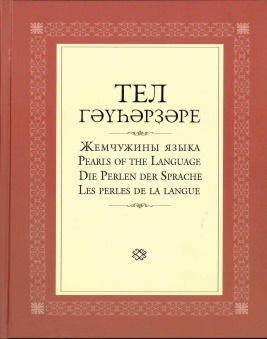 ТЕЛ
ГӘҮҺӘРЗӘРЕ
ЖЕМЧУЖИНЫ ЯЗЫКА
PEARLS OF THE LANGUAGE
DIE PERLEN DER SPRACHE
LES PERLES DE LA LANGUE